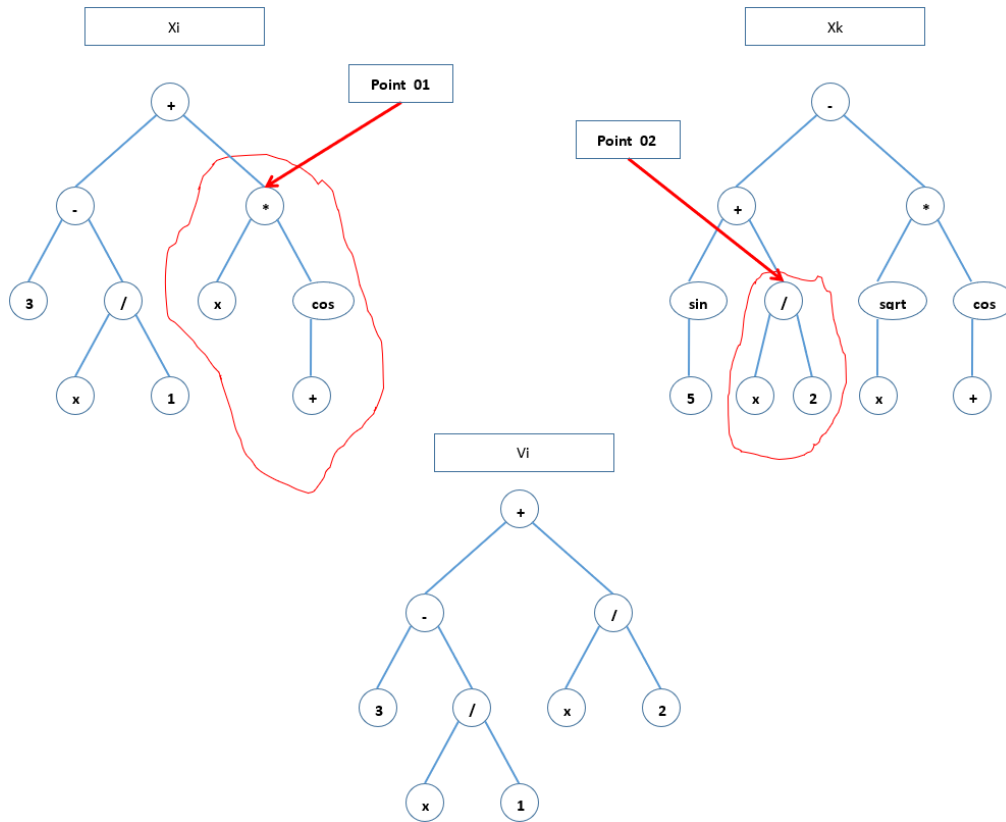 Xi
Xk
Point 01
+
-
Point 02
-
*
+
*
3
/
x
cos
sin
/
sqrt
cos
x
1
+
5
x
2
x
+
Vi
+
-
/
3
/
x
2
x
1